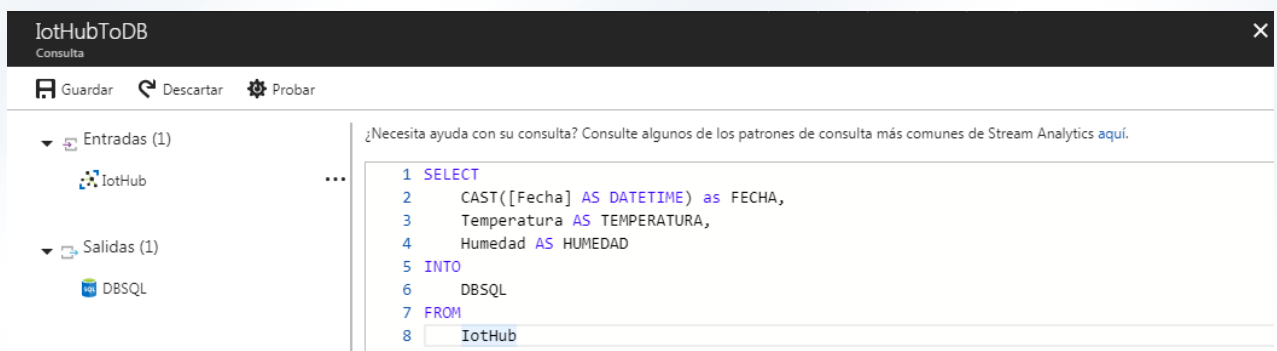 IotHubToDB
Consulta
Guardar Descartar Probar
Entradas (1)
IotHub
...
Salidas (1)
DBSQL
¿Necesita ayuda con su consulta? Consulte algunos de los patrones de consulta más comunes de Stream Analytics aquí.
1 SELECT
2 CAST([Fecha] AS DATETIME) as FECHA,
3 Temperatura AS TEMPERATURA,
4 Humedad AS HUMEDAD
5 INTO
6 DBSQL
7 FROM
8 IotHub